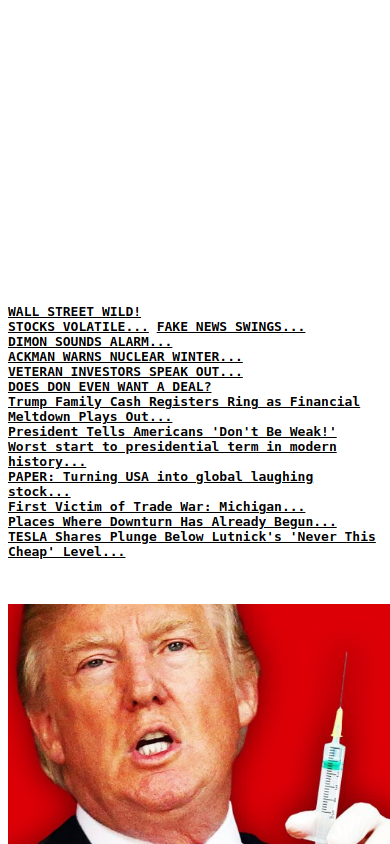 WALL STREET WILD!
STOCKS VOLATILE... FAKE NEWS SWINGS...
DIMON SOUNDS ALARM...
ACKMAN WARNS NUCLEAR WINTER...
VETERAN INVESTORS SPEAK OUT...
DOES DON EVEN WANT A DEAL?
Trump Family Cash Registers Ring as Financial
Meltdown Plays Out...
President Tells Americans 'Don't Be Weak!'
Worst start to presidential term in modern
history...
PAPER: Turning USA into global laughing
stock...
First Victim of Trade War: Michigan...
Places Where Downturn Has Already Begun...
TESLA Shares Plunge Below Lutnick's 'Never This
Cheap' Level...